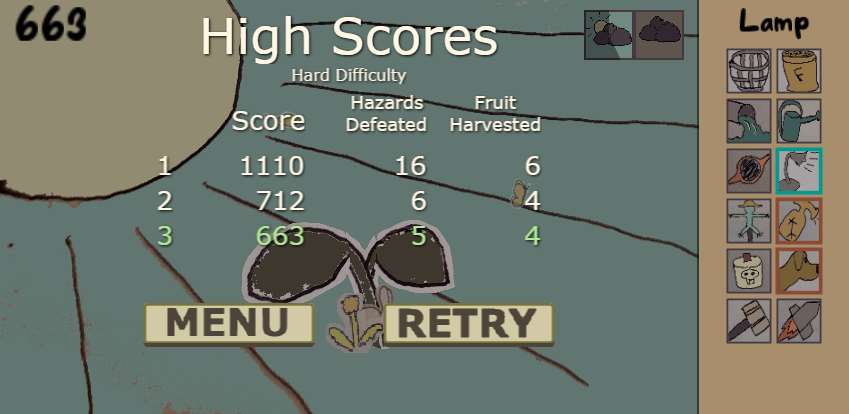 663
High Scores
Hard Difficulty
Score Hazards Defeated Fruit Harvested
1 1110 16 6
2 712 6 4
3 663 5 4
MENU RETRY
Lamp
F